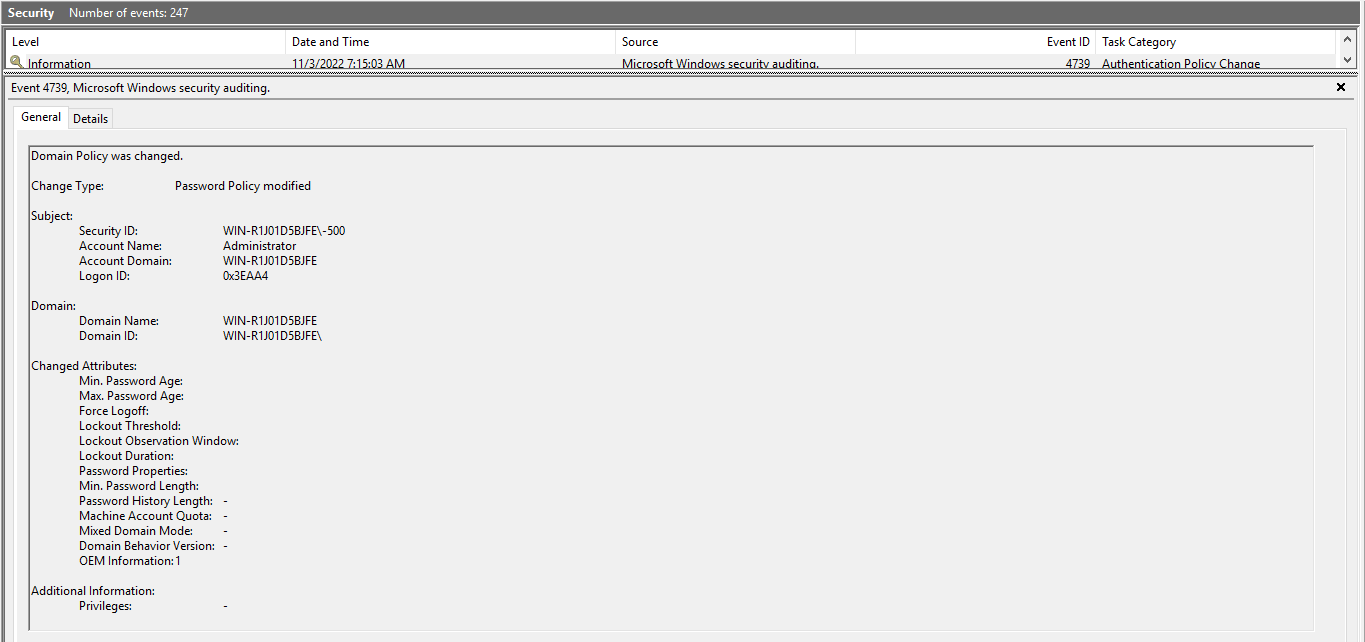 Security Number of events: 247
Level Date and Time Source Event ID Task Category
Information 11/3/2022 7:15:03 AM Microsoft Windows security auditing. 4739 Authentication Policy Change
Event 4739, Microsoft Windows security auditing.
General Details
Domain Policy was changed.
Change Type: Password Policy modified
Subject:
Security ID: WIN-R1J01D5BJFE\-500
Account Name: Administrator
Account Domain: WIN-R1J01D5BJFE
Logon ID: 0x3EAA4
Domain:
Domain Name: WIN-R1J01D5BJFE
Domain ID: WIN-R1J01D5BJFE\
Changed Attributes:
Min. Password Age:
Max. Password Age:
Force Logoff:
Lockout Threshold:
Lockout Observation Window:
Lockout Duration:
Password Properties:
Min. Password Length:
Password History Length: -
Machine Account Quota: -
Mixed Domain Mode: -
Domain Behavior Version: -
OEM Information: 1
Additional Information:
Privileges: -